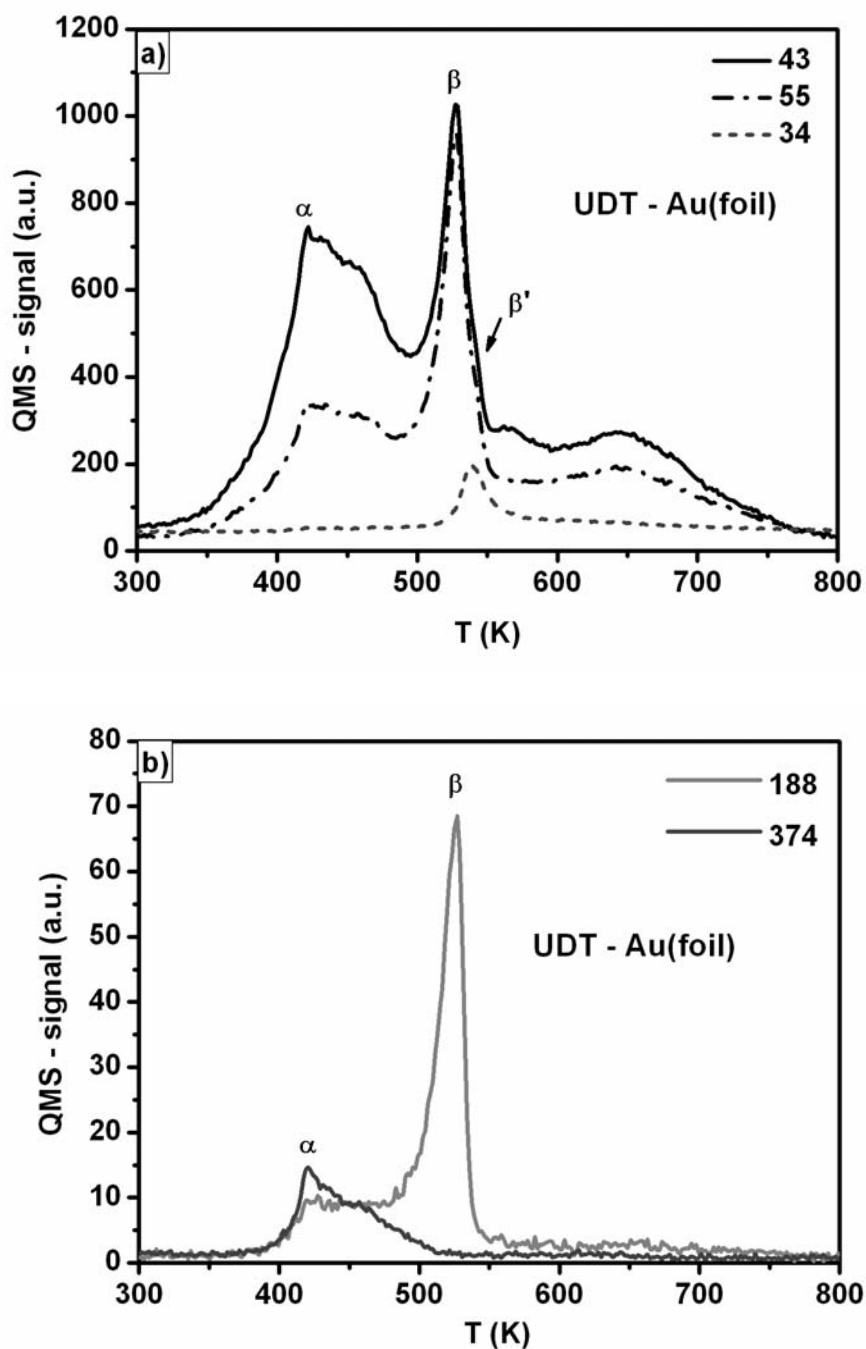 a)
1200
1000
800
600
400
200
0
QMS - signal (a.u.)
α
β
β'
43
55
34
UDT - Au(foil)
300 400 500 600 700 800
T (K)
b)
80
70
60
50
40
30
20
10
0
QMS - signal (a.u.)
α
β
188
374
UDT - Au(foil)
300 400 500 600 700 800
T (K)